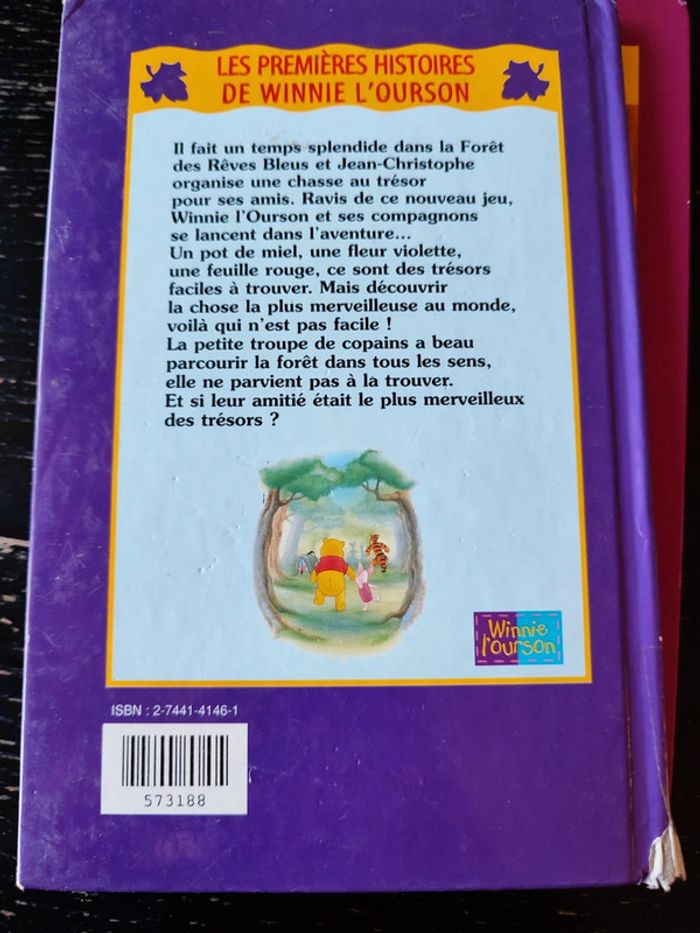 LES PREMIÈRES HISTOIRES
DE WINNIE L'OURSON
Il fait un temps splendide dans la Forêt
des Rêves Bleus et Jean-Christophe
organise une chasse au trésor
pour ses amis. Ravis de ce nouveau jeu,
Winnie l'Ourson et ses compagnons
se lancent dans l'aventure...
Un pot de miel, une fleur violette,
une feuille rouge, ce sont des trésors
faciles à trouver. Mais découvrir
la chose la plus merveilleuse au monde,
voilà qui n'est pas facile !
La petite troupe de copains a beau
parcourir la forêt dans tous les sens,
elle ne parvient pas à la trouver.
Et si leur amitié était le plus merveilleux
des trésors ?
Winnie
l'ourson
ISBN : 2-7441-4146-1
573188